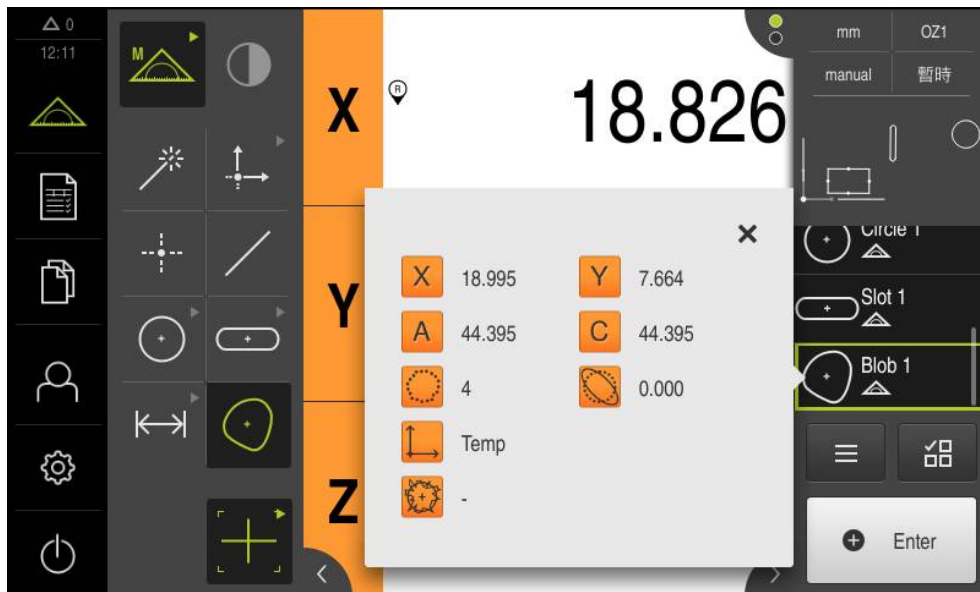 0
12:11
M
X
R
18.826
mm
OZ1
manual
暫時
X
18.995
Y
7.664
A
44.395
C
44.395
4
0.000
Temp
-
Y
Z
Circle 1
Slot 1
Blob 1
Enter